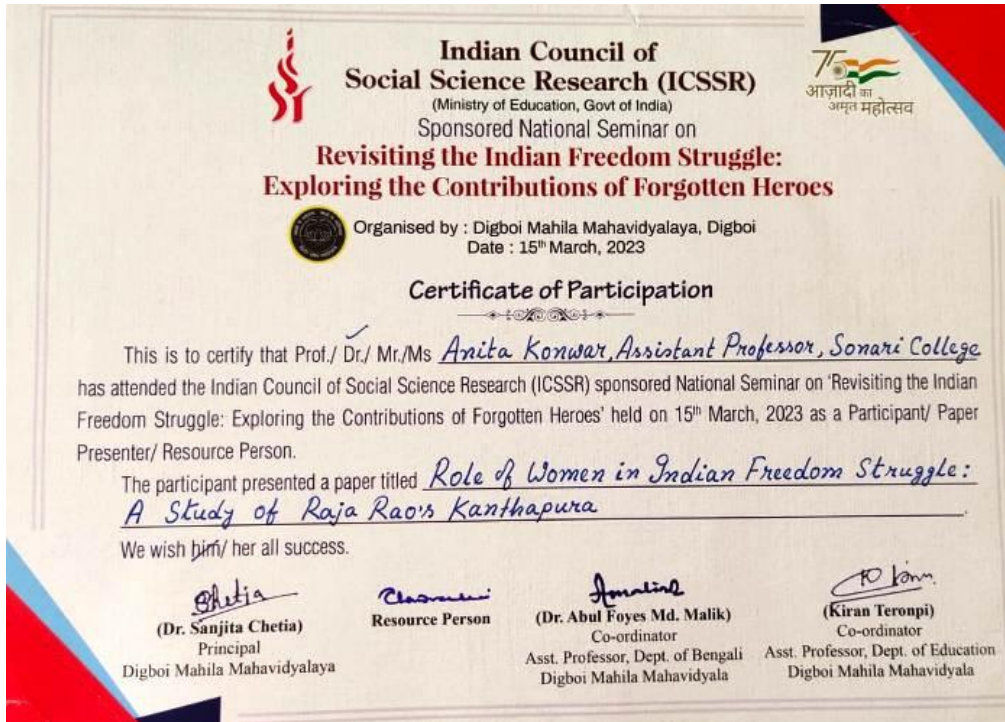 Indian Council of
Social Science Research (ICSSR)
(Ministry of Education, Govt of India)
Sponsored National Seminar on
Revisiting the Indian Freedom Struggle:
Exploring the Contributions of Forgotten Heroes
75
आज़ादी का
अमृत महोत्सव
Organised by : Digboi Mahila Mahavidyalaya, Digboi
Date : 15th March, 2023
Certificate of Participation
This is to certify that Prof./ Dr./ Mr./Ms Anita Konwar, Assistant Professor, Sonari College
has attended the Indian Council of Social Science Research (ICSSR) sponsored National Seminar on 'Revisiting the Indian
Freedom Struggle: Exploring the Contributions of Forgotten Heroes' held on 15th March, 2023 as a Participant/ Paper
Presenter/ Resource Person.
The participant presented a paper titled Role of Women in Indian Freedom Struggle:
A Study of Raja Rao's Kanthapura.
We wish him/ her all success.
Chetia
(Dr. Sanjita Chetia)
Principal
Digboi Mahila Mahavidyalaya
Resource Person
(Dr. Abul Foyes Md. Malik)
Co-ordinator
Asst. Professor, Dept. of Bengali
Digboi Mahila Mahavidyala
(Kiran Teronpi)
Co-ordinator
Asst. Professor, Dept. of Education
Digboi Mahila Mahavidyala